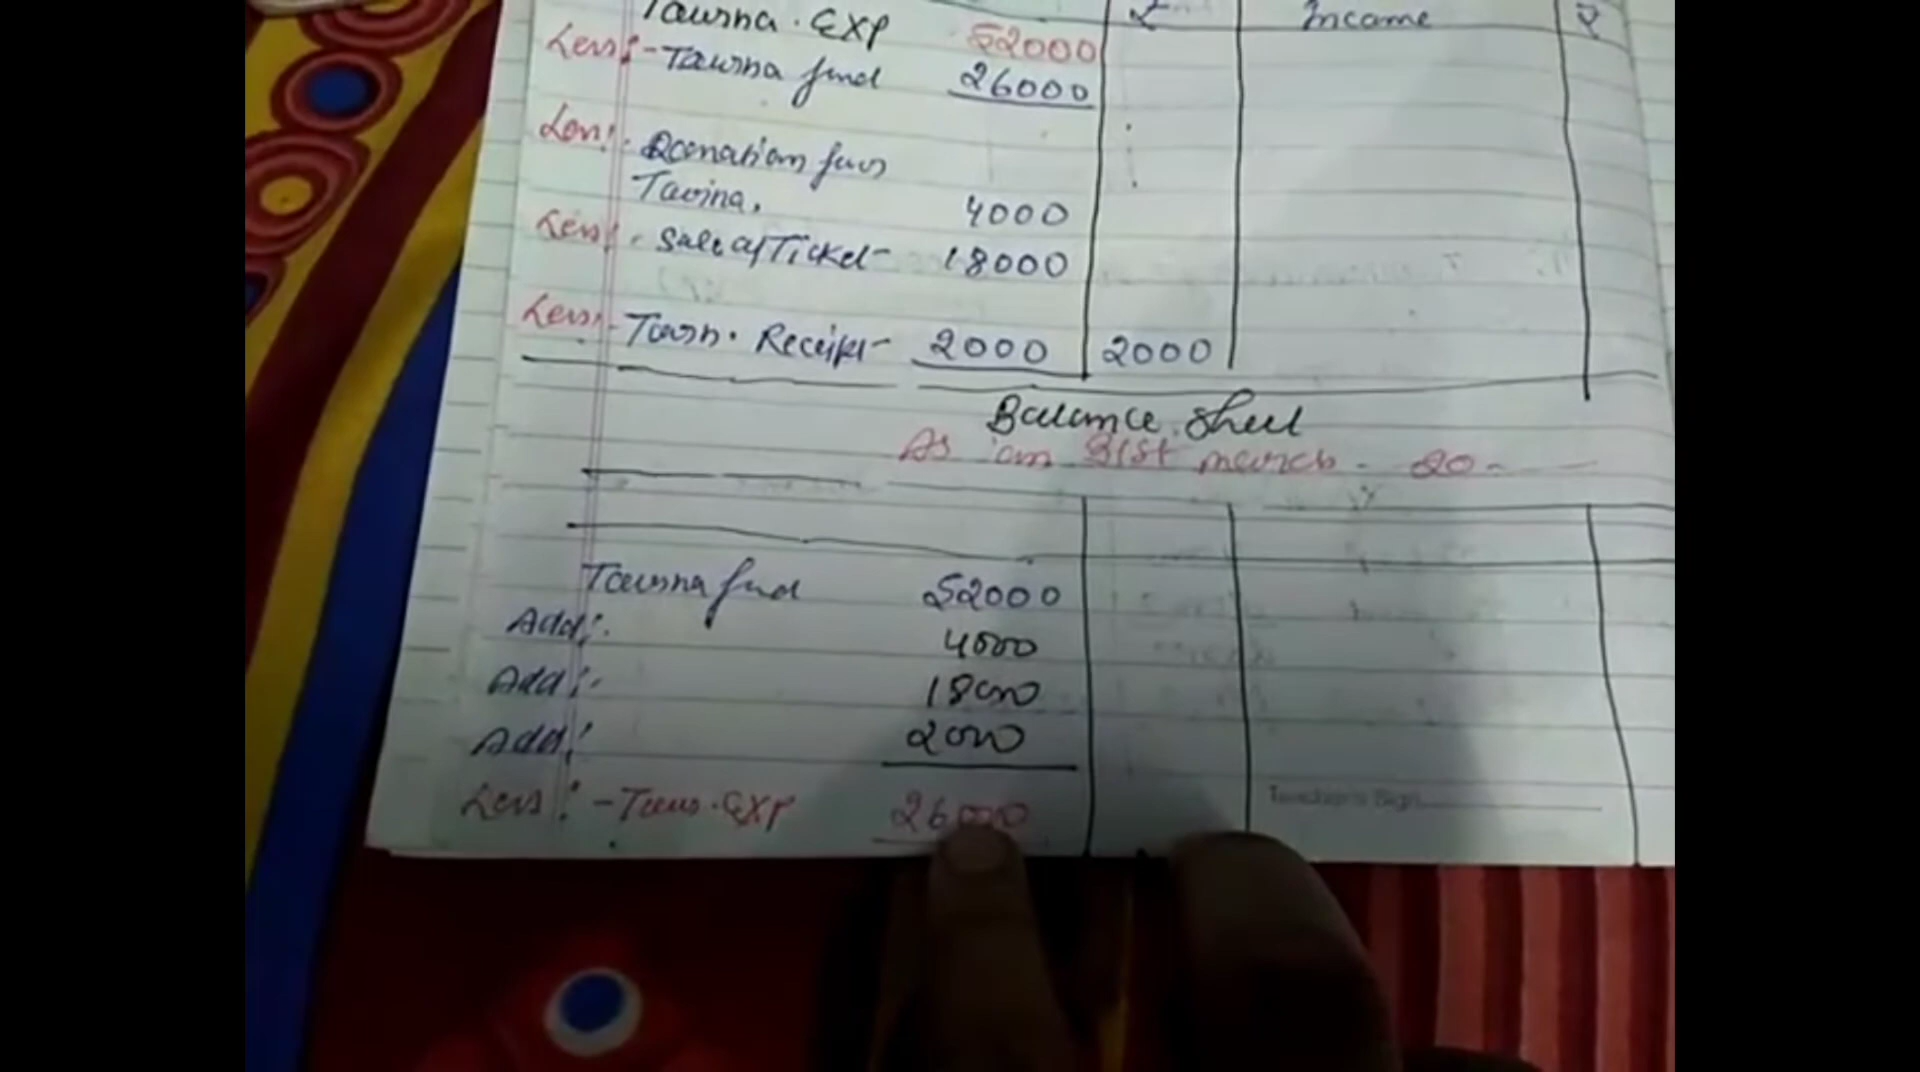 Tourna. EXP 52000 ₹ Income ₹
Less:- Tourna fund 26000
Less:- Donation for
Tourna. 4000
Less:- Sale of Ticket- 18000
Less:- Tourn. Receipt- 2000 2000
Balance Sheet
As on 31st march - 20-
Tourna fund 52000
Add:- 4000
Add:- 18000
Add:- 2000
Less:- Tour. EXP 26000
Teacher's Sign